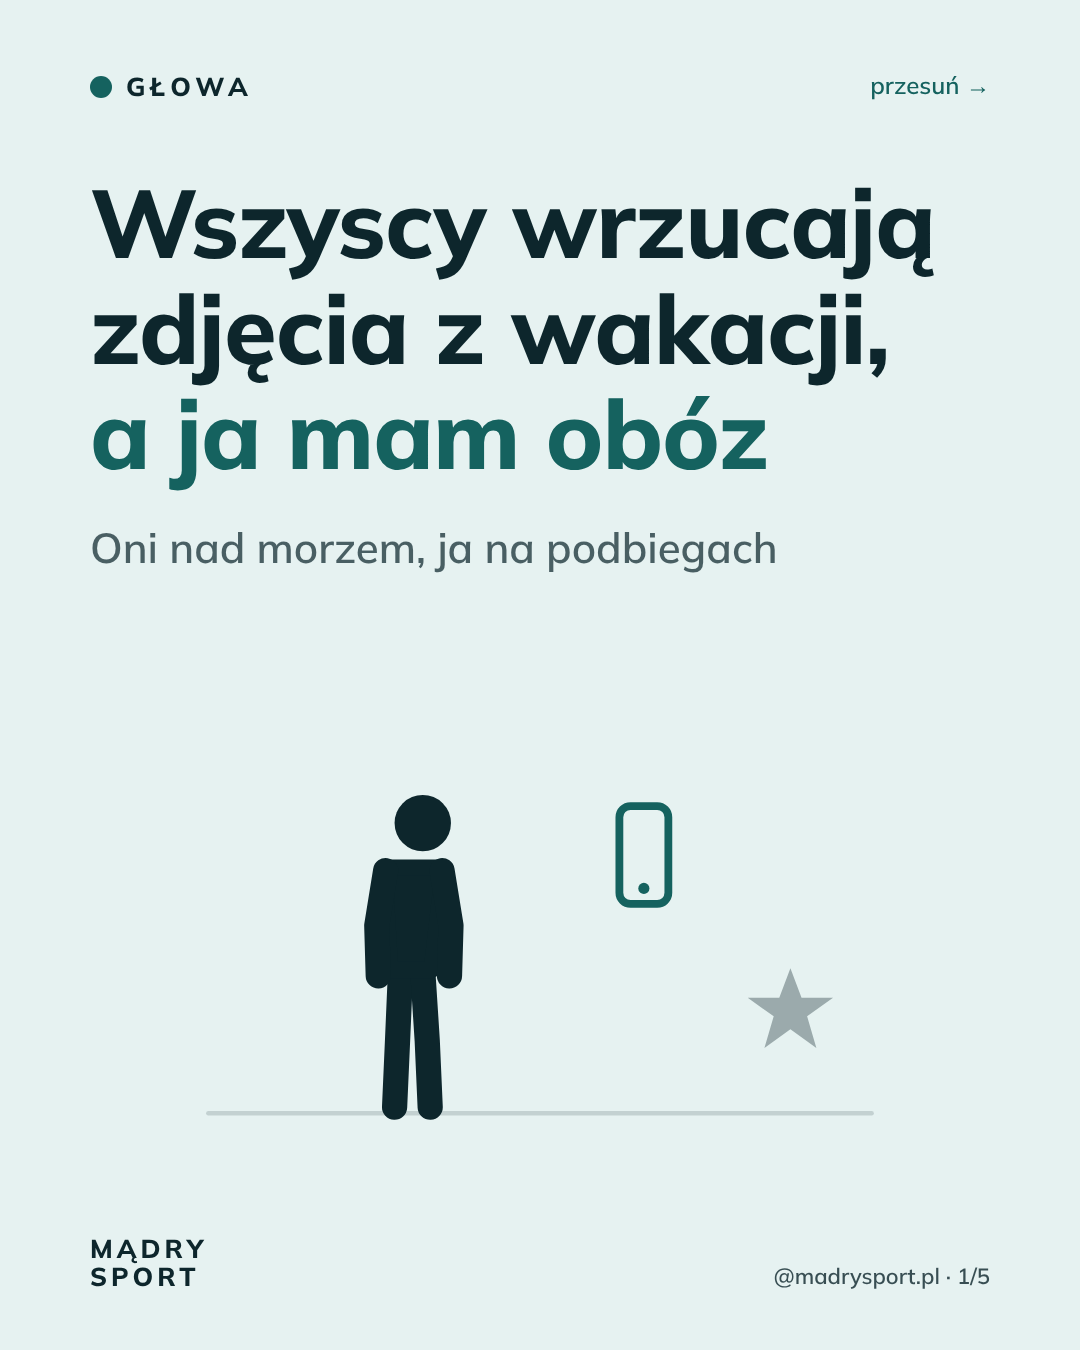 GŁOWA
przesuń →
Wszyscy wrzucają
zdjęcia z wakacji,
a ja mam obóz
Oni nad morzem, ja na podbiegach
MĄDRY
SPORT
@madrysport.pl · 1/5